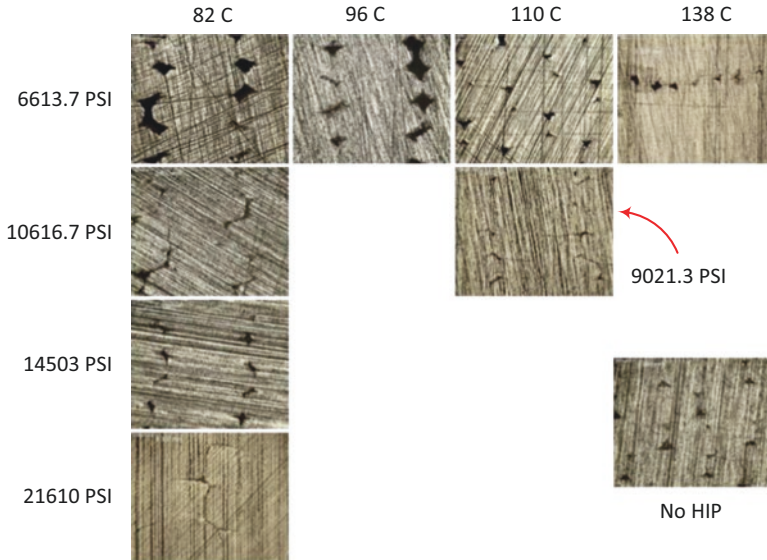 82 C
96 C
110 C
138 C
6613.7 PSI
10616.7 PSI
9021.3 PSI
14503 PSI
21610 PSI
No HIP